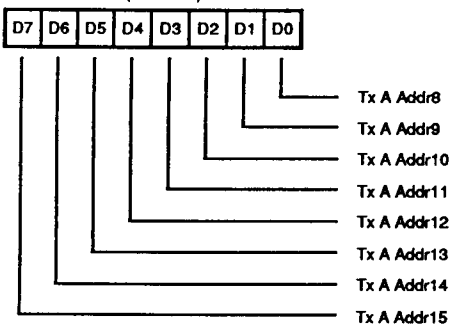 D7 D6 D5 D4 D3 D2 D1 D0
Tx A Addr8
Tx A Addr9
Tx A Addr10
Tx A Addr11
Tx A Addr12
Tx A Addr13
Tx A Addr14
Tx A Addr15